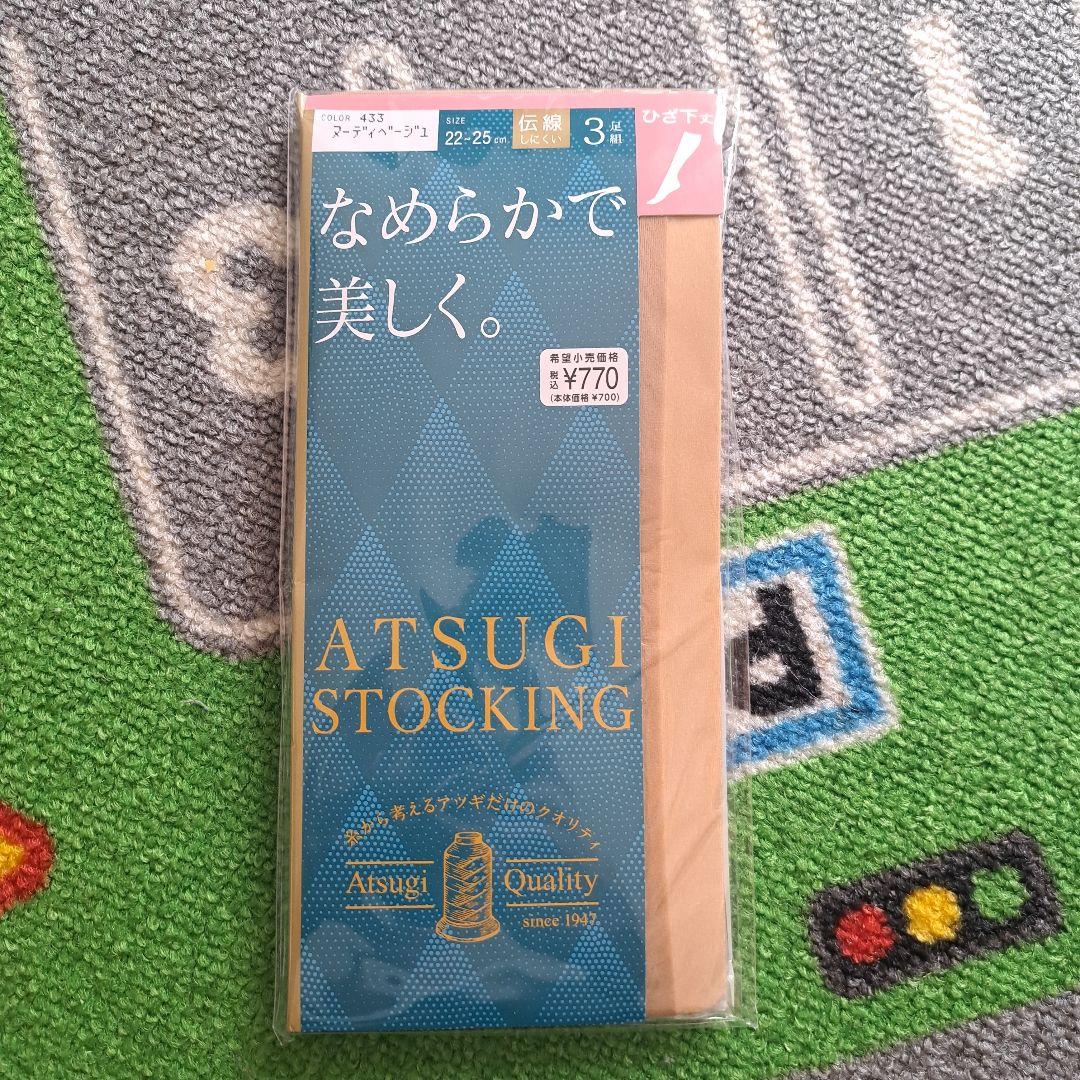 COLOR 433
ヌーディベージュ
SIZE
22~25cm
伝線
しにくい
3足組
ひざ下丈
なめらかで
美しく。
希望小売価格
税込 ¥770
(本体価格 ¥700)
ATSUGI
STOCKING
糸から考えるアツギだけのクオリティ
Atsugi Quality
since 1947
P